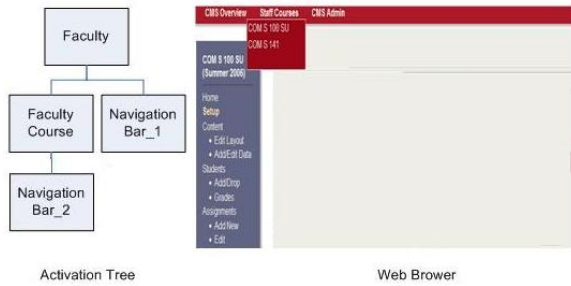 Faculty
Faculty
Course
Navigation
Bar_1
Navigation
Bar_2
Activation Tree
CMS Overview Staff Courses CMS Admin
COM S 100 SU
COM S 141
COM S 100 SU
(Summer 2006)
Home
Setup
Content
• Edit Layout
• Add/Edit Data
Students
• Add/Drop
• Grades
Assignments
• Add New
• Edit
Web Brower